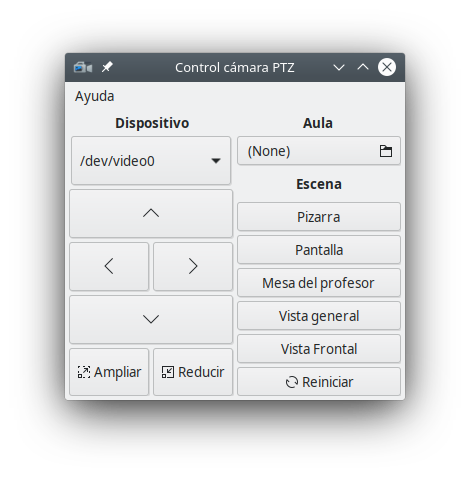 Control cámara PTZ
Ayuda
Dispositivo
/dev/video0
Ampliar
Reducir
Aula
(None)
Escena
Pizarra
Pantalla
Mesa del profesor
Vista general
Vista Frontal
Reiniciar